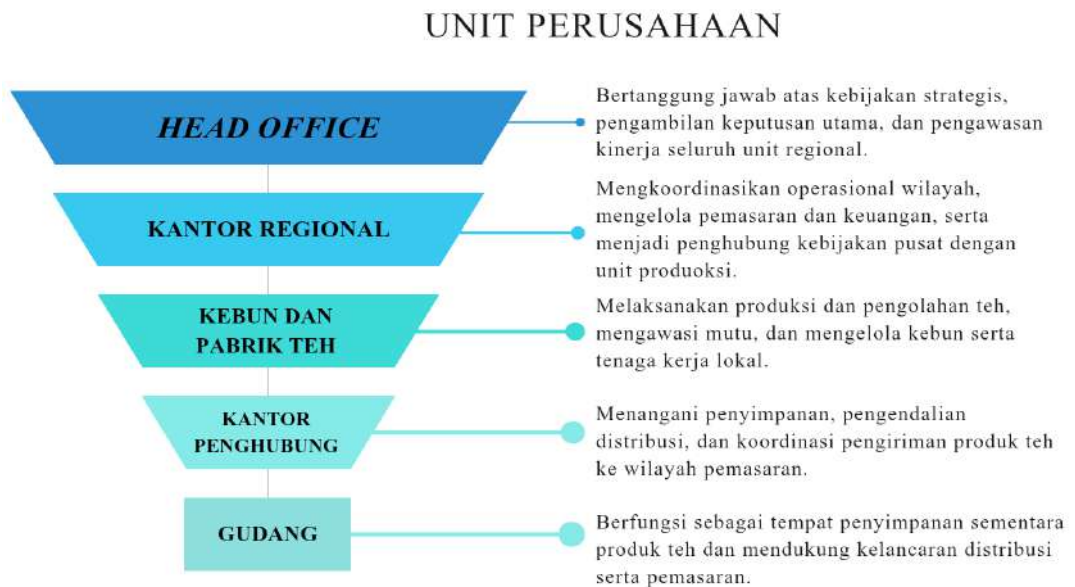 UNIT PERUSAHAAN
HEAD OFFICE
Bertanggung jawab atas kebijakan strategis,
pengambilan keputusan utama, dan pengawasan
kinerja seluruh unit regional.
KANTOR REGIONAL
Mengkoordinasikan operasional wilayah,
mengelola pemasaran dan keuangan, serta
menjadi penghubung kebijakan pusat dengan
unit produoksi.
KEBUN DAN
PABRIK TEH
Melaksanakan produksi dan pengolahan teh,
mengawasi mutu, dan mengelola kebun serta
tenaga kerja lokal.
KANTOR
PENGHUBUNG
Menangani penyimpanan, pengendalian
distribusi, dan koordinasi pengiriman produk teh
ke wilayah pemasaran.
GUDANG
Berfungsi sebagai tempat penyimpanan sementara
produk teh dan mendukung kelancaran distribusi
serta pemasaran.